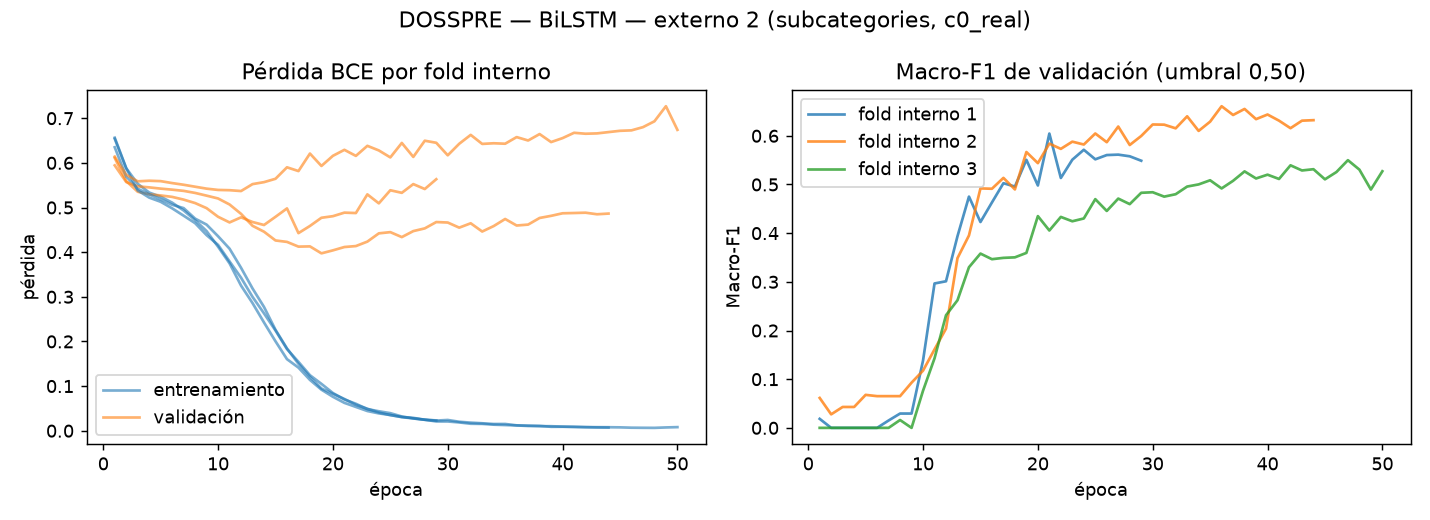 DOSSPRE — BiLSTM — externo 2 (subcategories, c0_real)
Pérdida BCE por fold interno
pérdida
0.7
0.6
0.5
0.4
0.3
0.2
0.1
0.0
entrenamiento
validación
0 10 20 30 40 50
época
Macro-F1 de validación (umbral 0,50)
Macro-F1
0.6
0.5
0.4
0.3
0.2
0.1
0.0
fold interno 1
fold interno 2
fold interno 3
0 10 20 30 40 50
época